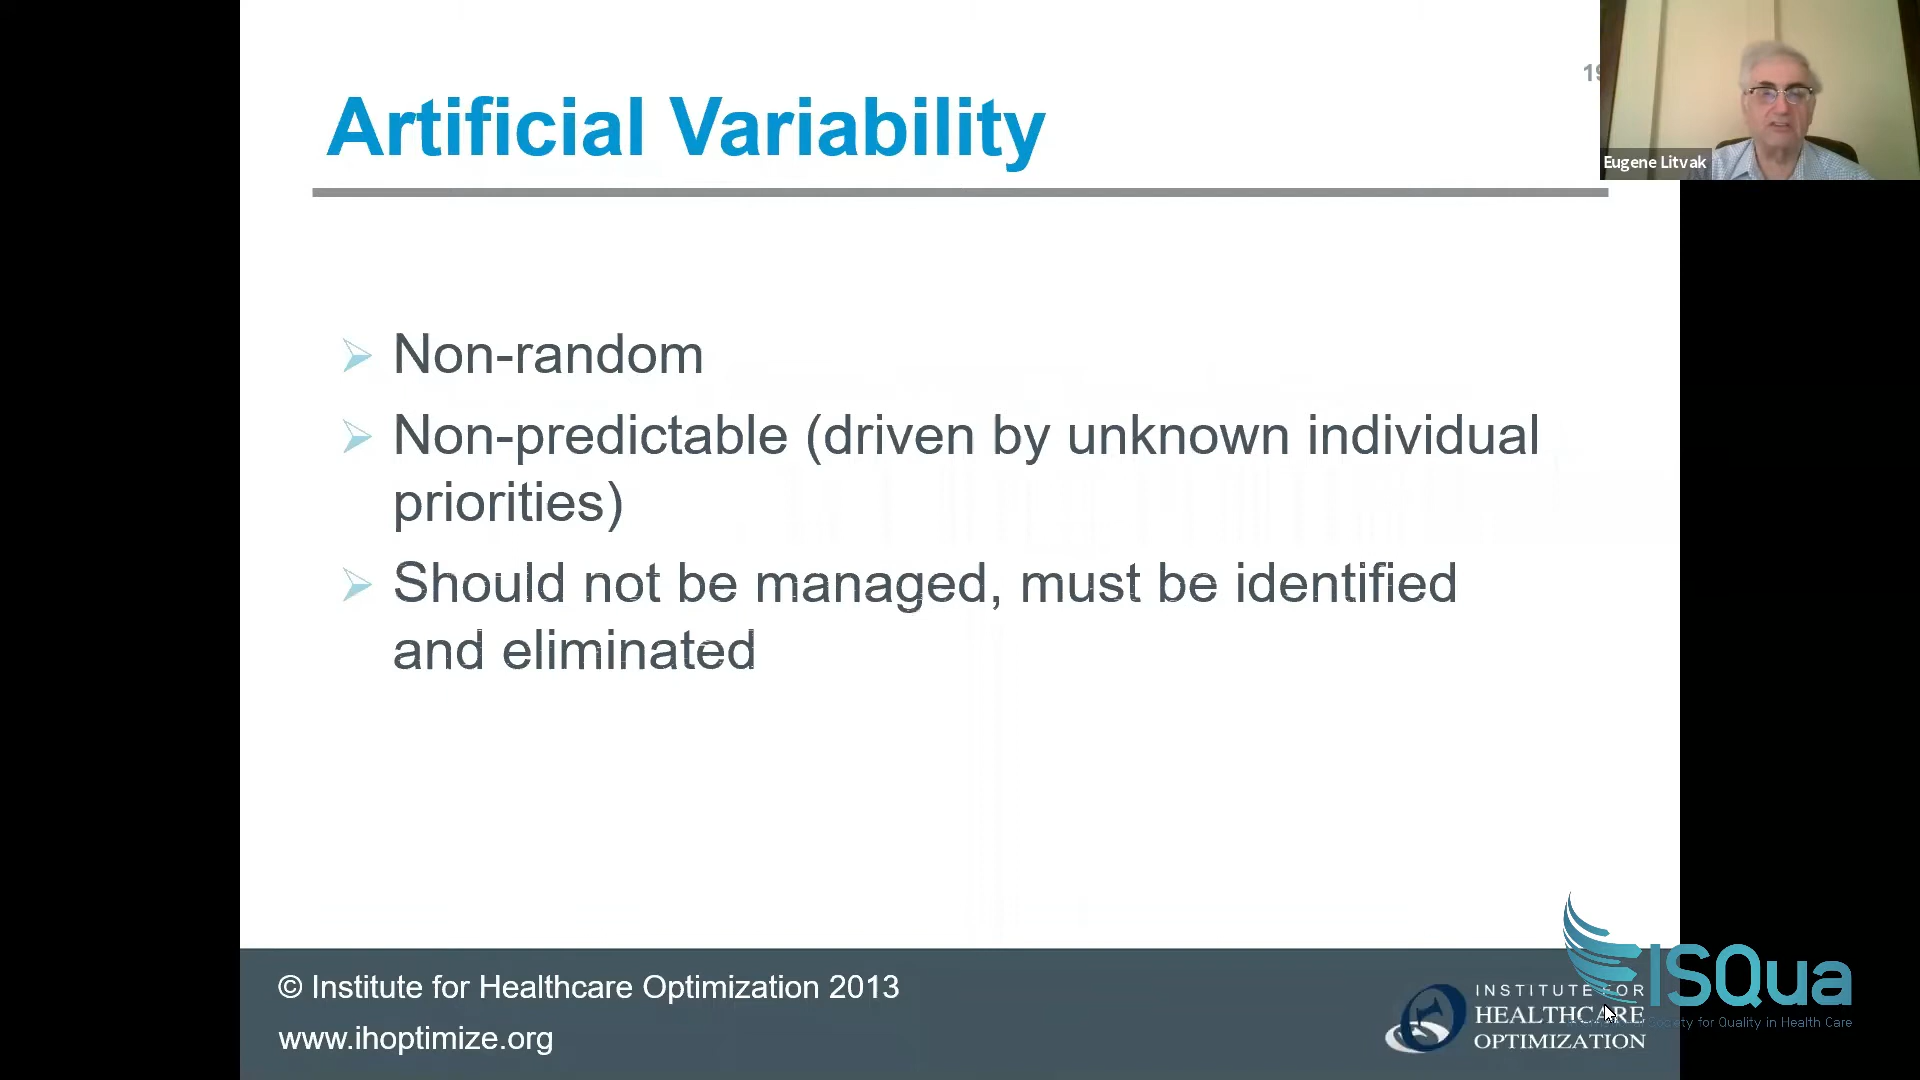 Artificial Variability
Eugene Litvak
Non-random
Non-predictable (driven by unknown individual
priorities)
Should not be managed, must be identified
and eliminated
© Institute for Healthcare Optimization 2013
www.ihoptimize.org
INSTITUTE FOR
HEALTHCARE
OPTIMIZATION
ISQua
Society for Quality in Health Care